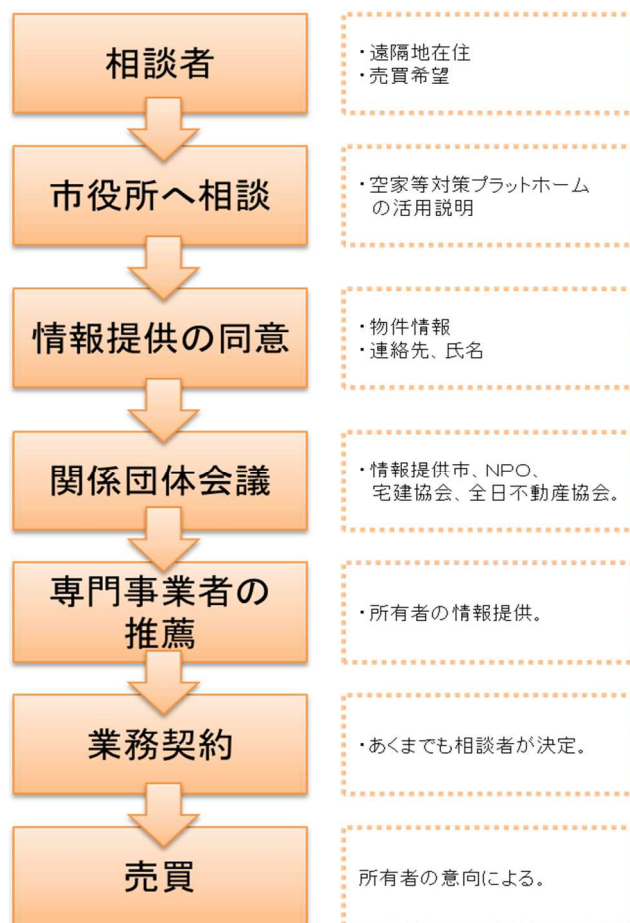 相談者
・遠隔地在住
・売買希望
市役所へ相談
・空家等対策プラットホーム
の活用説明
情報提供の同意
・物件情報
・連絡先、氏名
関係団体会議
・情報提供市、NPO、
宅建協会、全日不動産協会。
専門事業者の
推薦
・所有者の情報提供。
業務契約
・あくまでも相談者が決定。
売買
所有者の意向による。